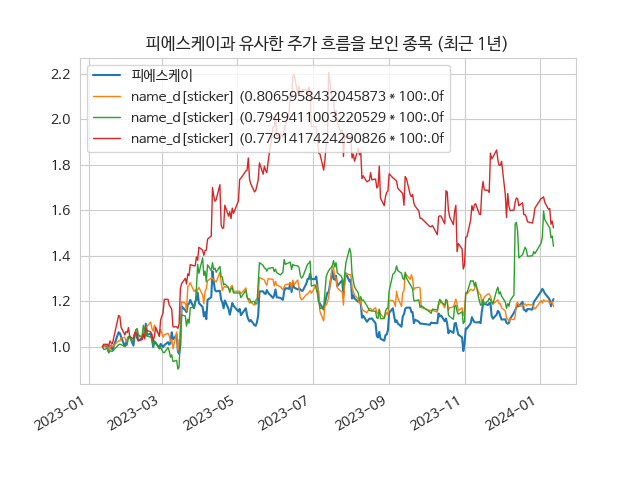 피에스케이과 유사한 주가 흐름을 보인 종목 (최근 1년)
피에스케이
name_d[sticker] (0.8065958432045873 * 100:.0f
name_d[sticker] (0.7949411003220529 * 100:.0f
name_d[sticker] (0.7791417424290826 * 100:.0f
2.2
2.0
1.8
1.6
1.4
1.2
1.0
2023-01
2023-03
2023-05
2023-07
2023-09
2023-11
2024-01